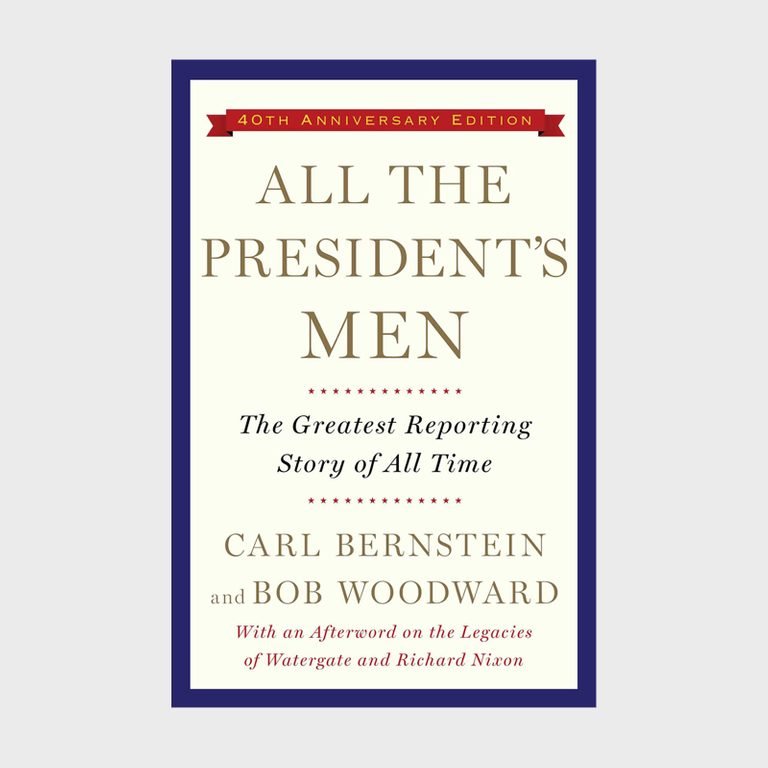 40TH ANNIVERSARY EDITION
ALL THE
PRESIDENT'S
MEN
The Greatest Reporting
Story of All Time
CARL BERNSTEIN
and BOB WOODWARD
With an Afterword on the Legacies
of Watergate and Richard Nixon